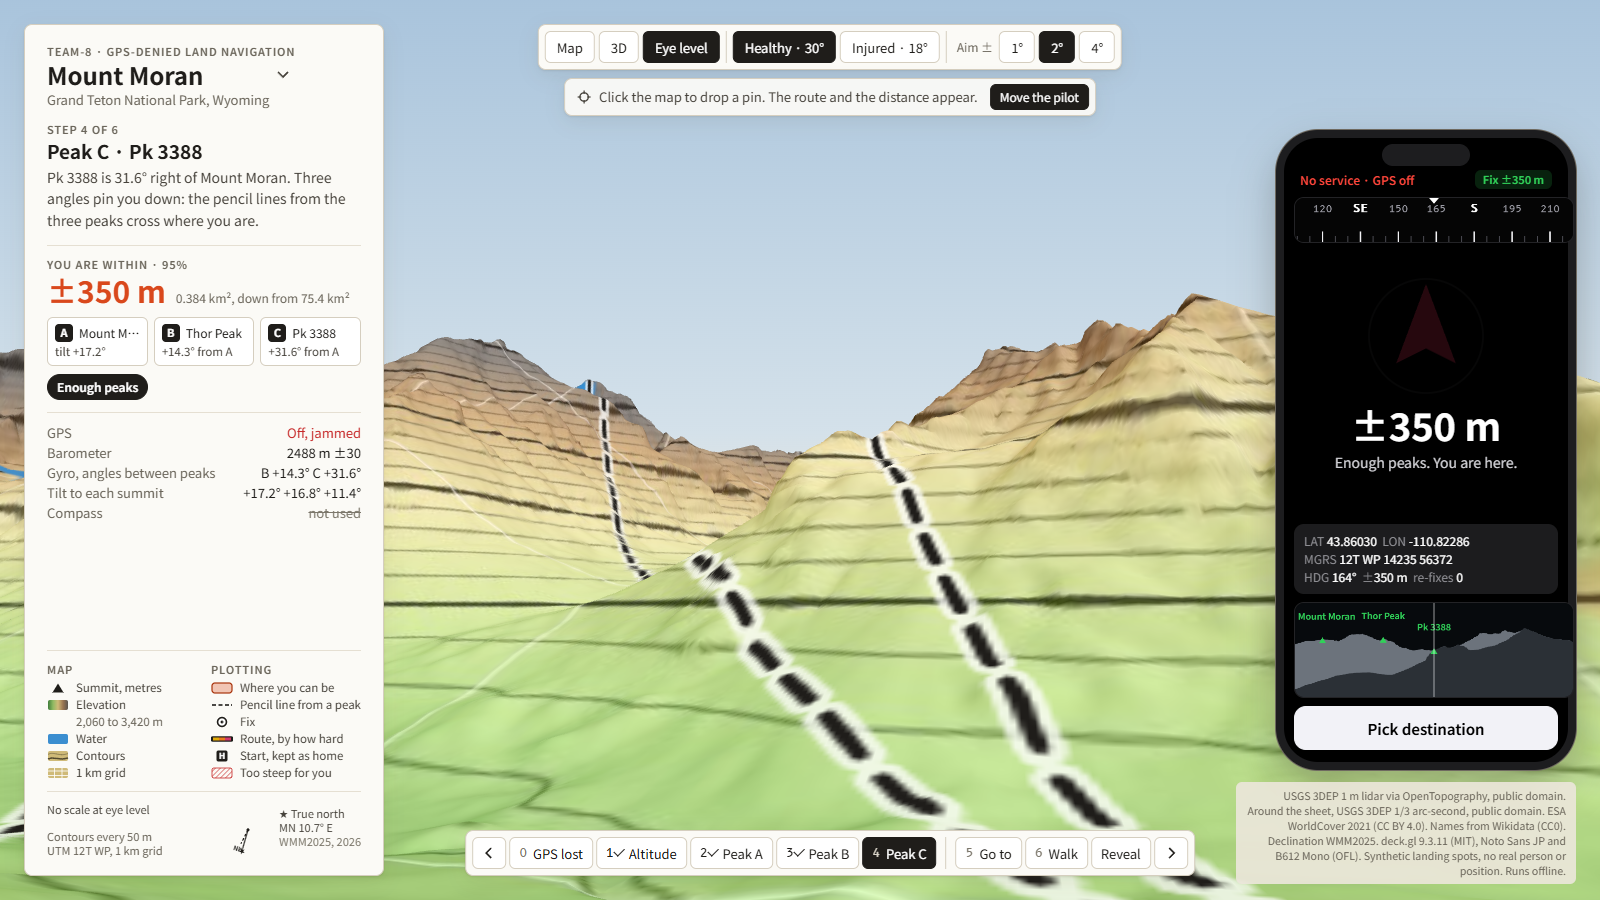 TEAM-8 · GPS-DENIED LAND NAVIGATION
Mount Moran
Grand Teton National Park, Wyoming
STEP 4 OF 6
Peak C · Pk 3388
Pk 3388 is 31.6° right of Mount Moran. Three
angles pin you down: the pencil lines from the
three peaks cross where you are.
YOU ARE WITHIN · 95%
±350 m 0.384 km², down from 75.4 km²
A Mount M⋯
tilt +17.2°
B Thor Peak
+14.3° from A
C Pk 3388
+31.6° from A
Enough peaks
GPS Off, jammed
Barometer 2488 m ±30
Gyro, angles between peaks B +14.3° C +31.6°
Tilt to each summit +17.2° +16.8° +11.4°
Compass not used
MAP
Summit, metres
Elevation
2,060 to 3,420 m
Water
Contours
1 km grid
PLOTTING
Where you can be
Pencil line from a peak
Fix
Route, by how hard
H Start, kept as home
Too steep for you
No scale at eye level
Contours every 50 m
UTM 12T WP, 1 km grid
★ True north
MN 10.7° E
WMM2025, 2026
Map 3D Eye level Healthy · 30° Injured · 18° Aim ± 1° 2° 4°
Click the map to drop a pin. The route and the distance appear. Move the pilot
No service · GPS off Fix ±350 m
120 SE 150 165 S 195 210
±350 m
Enough peaks. You are here.
LAT 43.86030 LON -110.82286
MGRS 12T WP 14235 56372
HDG 164° ±350 m re-fixes 0
Mount Moran Thor Peak
Pk 3388
Pick destination
USGS 3DEP 1 m lidar via OpenTopography, public domain.
Around the sheet, USGS 3DEP 1/3 arc-second, public domain. ESA
WorldCover 2021 (CC BY 4.0). Names from Wikidata (CC0).
Declination WMM2025. deck.gl 9.3.11 (MIT), Noto Sans JP and
B612 Mono (OFL). Synthetic landing spots, no real person or
position. Runs offline.
0 GPS lost 1✓ Altitude 2✓ Peak A 3✓ Peak B 4 Peak C 5 Go to 6 Walk Reveal